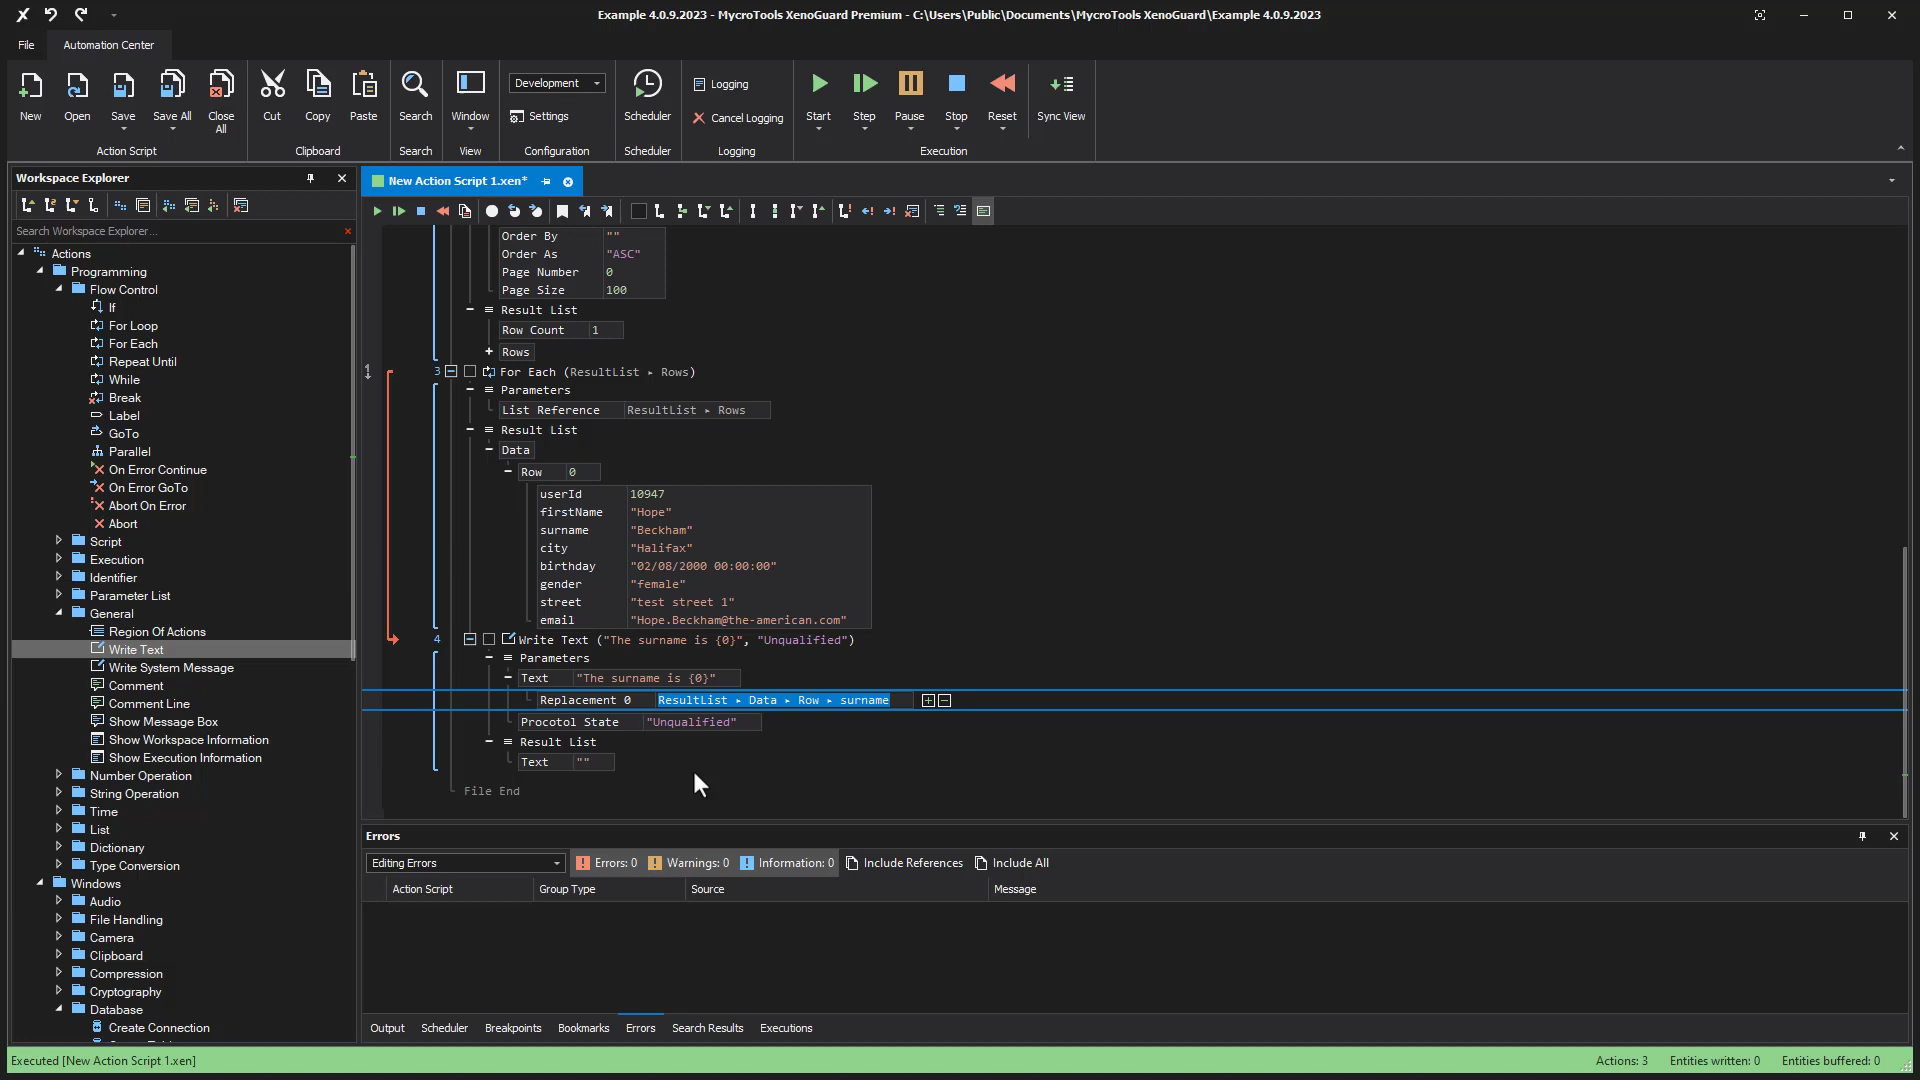 Example 4.0.9.2023 - MycroTools XenoGuard Premium - C:\Users\Public\Documents\MycroTools XenoGuard\Example 4.0.9.2023
File Automation Center
New Open Save Save All Close All
Action Script
Cut Copy Paste
Clipboard
Search
Search
Window
View
Development
Settings
Configuration
Scheduler
Scheduler
Logging
Cancel Logging
Logging
Start Step Pause Stop Reset Sync View
Execution
Workspace Explorer
Search Workspace Explorer...
Actions
Programming
Flow Control
If
For Loop
For Each
Repeat Until
While
Break
Label
GoTo
Parallel
On Error Continue
On Error GoTo
Abort On Error
Abort
Script
Execution
Identifier
Parameter List
General
Region Of Actions
Write Text
Write System Message
Comment
Comment Line
Show Message Box
Show Workspace Information
Show Execution Information
Number Operation
String Operation
Time
List
Dictionary
Type Conversion
Windows
Audio
File Handling
Camera
Clipboard
Compression
Cryptography
Database
Create Connection
New Action Script 1.xen*
Order By ""
Order As "ASC"
Page Number 0
Page Size 100
Result List
Row Count 1
Rows
3 For Each (ResultList ▸ Rows)
Parameters
List Reference ResultList ▸ Rows
Result List
Data
Row 0
userId 10947
firstName "Hope"
surname "Beckham"
city "Halifax"
birthday "02/08/2000 00:00:00"
gender "female"
street "test street 1"
email "Hope.Beckham@the-american.com"
4 Write Text ("The surname is {0}", "Unqualified")
Parameters
Text "The surname is {0}"
Replacement 0 ResultList ▸ Data ▸ Row ▸ surname
Procotol State "Unqualified"
Result List
Text ""
File End
Errors
Editing Errors Errors: 0 Warnings: 0 Information: 0 Include References Include All
Action Script Group Type Source Message
Output Scheduler Breakpoints Bookmarks Errors Search Results Executions
Executed [New Action Script 1.xen] Actions: 3 Entities written: 0 Entities buffered: 0